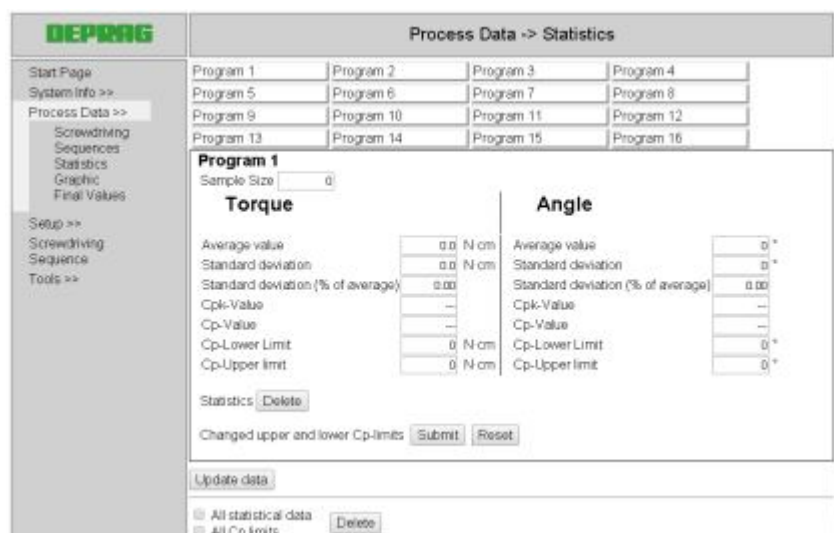 DEPRAG
Process Data -> Statistics
Start Page
System Info >>
Process Data >>
Screwdriving
Sequences
Statistics
Graphic
Final Values
Setup >>
Screwdriving
Sequence
Tools >>
Program 1 Program 2 Program 3 Program 4
Program 5 Program 6 Program 7 Program 8
Program 9 Program 10 Program 11 Program 12
Program 13 Program 14 Program 15 Program 16
Program 1
Sample Size 0
Torque Angle
Average value 0.0 N cm Average value 0 °
Standard deviation 0.0 N cm Standard deviation 0 °
Standard deviation (% of average) 0.00 Standard deviation (% of average) 0.00
Cpk-Value -- Cpk-Value --
Cp-Value -- Cp-Value --
Cp-Lower Limit 0 N cm Cp-Lower Limit 0 °
Cp-Upper limit 0 N cm Cp-Upper limit 0 °
Statistics Delete
Changed upper and lower Cp-limits Submit Reset
Update data
All statistical data
All Cp limits Delete